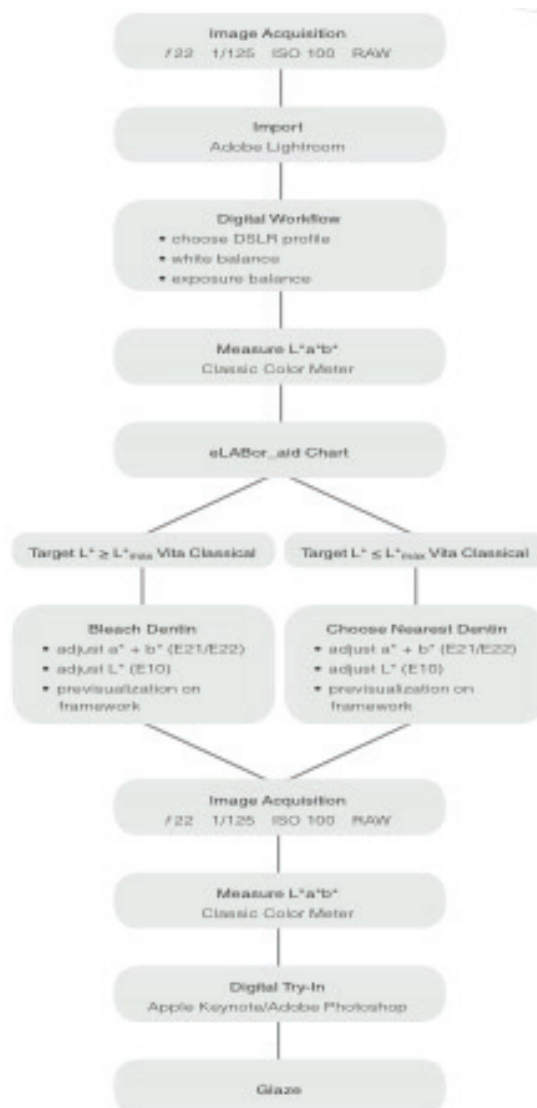 Image Acquisition
f 22 1/125 ISO 100 RAW
Import
Adobe Lightroom
Digital Workflow
• choose DSLR profile
• white balance
• exposure balance
Measure L*a*b*
Classic Color Meter
eLABor_aid Chart
Target L* ≥ L*max Vita Classical
Target L* ≤ L*max Vita Classical
Bleach Dentin
• adjust a* + b* (E21/E22)
• adjust L* (E10)
• previsualization on
framework
Choose Nearest Dentin
• adjust a* + b* (E21/E22)
• adjust L* (E10)
• previsualization on
framework
Image Acquisition
f 22 1/125 ISO 100 RAW
Measure L*a*b*
Classic Color Meter
Digital Try-In
Apple Keynote/Adobe Photoshop
Glaze